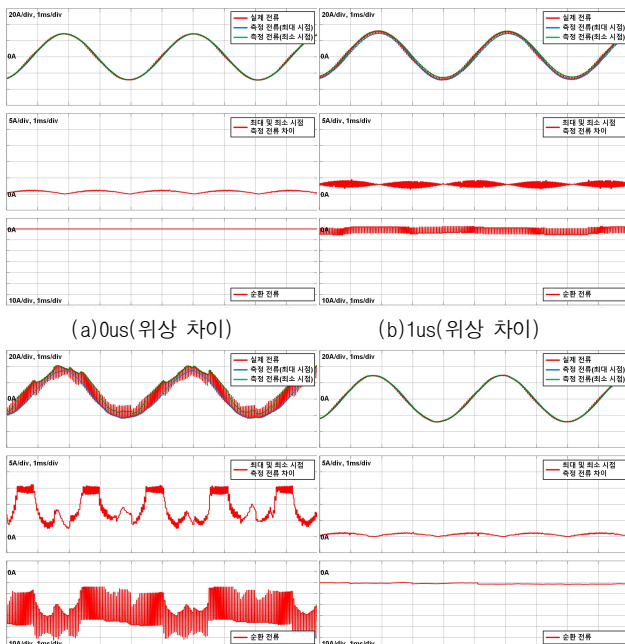 20A/div, 1ms/div
실제 전류
측정 전류(최대 시점)
측정 전류(최소 시점)
0A
5A/div, 1ms/div
최대 및 최소 시점
측정 전류 차이
0A
0A
10A/div, 1ms/div
순환 전류
(a)0us(위상 차이)
20A/div, 1ms/div
실제 전류
측정 전류(최대 시점)
측정 전류(최소 시점)
0A
5A/div, 1ms/div
최대 및 최소 시점
측정 전류 차이
0A
0A
10A/div, 1ms/div
순환 전류
(b)1us(위상 차이)
20A/div, 1ms/div
실제 전류
측정 전류(최대 시점)
측정 전류(최소 시점)
0A
5A/div, 1ms/div
최대 및 최소 시점
측정 전류 차이
0A
0A
10A/div, 1ms/div
순환 전류
20A/div, 1ms/div
실제 전류
측정 전류(최대 시점)
측정 전류(최소 시점)
0A
5A/div, 1ms/div
최대 및 최소 시점
측정 전류 차이
0A
0A
10A/div, 1ms/div
순환 전류